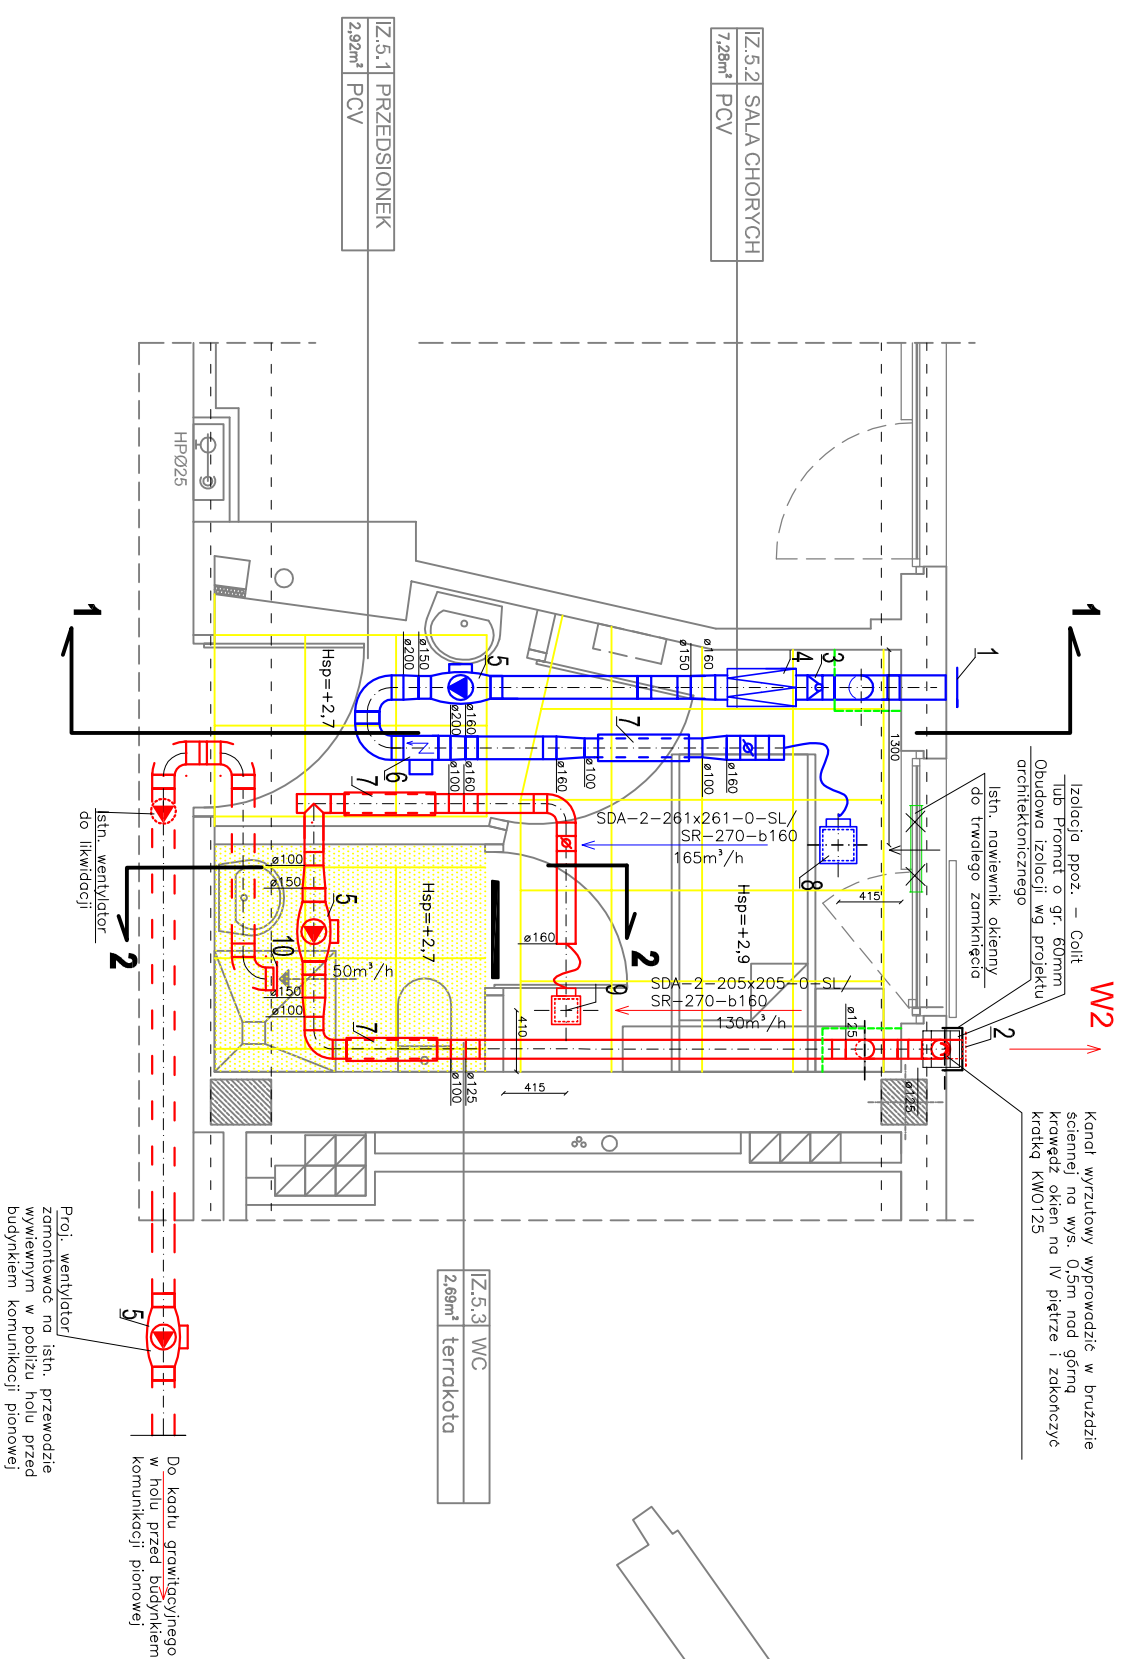 IZ.5.1 PRZEDSIONEK
2,92m² PCV
IZ.5.2 SALA CHORYCH
7,28m² PCV
IZ.5.3 WC
2,69m² terrakota
HPØ25
1
1
2
2
W2
1
2
3
4
5
5
5
6
7
7
7
8
9
10
Izolacja ppoż. – Colit
lub Promat o gr. 60mm
Obudowa izolacji wg projektu
architektonicznego
Istn. nawiewnik okienny
do trwałego zamknięcia
Kanał wyrzutowy wyprowadzić w bruździe
ściennej na wys. 0,5m nad górną
krawędź okien na IV piętrze i zakończyć
kratką KWO125
Istn. wentylator
do likwidacji
Proj. wentylator
zamontować na istn. przewodzie
wywiewnym w pobliżu holu przed
budynkiem komunikacji pionowej
Do kaałtu grawitacyjnego
w holu przed budynkiem
komunikacji pionowej
SDA-2-261x261-0-SL/
SR-270-b160
165m³/h
SDA-2-205x205-0-SL/
SR-270-b160
130m³/h
50m³/h
Hsp=+2,7
Hsp=+2,7
Hsp=+2,9
1300
415
415
410
ø150
ø200
ø160
ø150
ø160
ø200
ø160
ø100
ø100
ø160
ø160
ø100
ø100
ø150
ø160
ø150
ø100
ø125
ø100
ø125
ø125